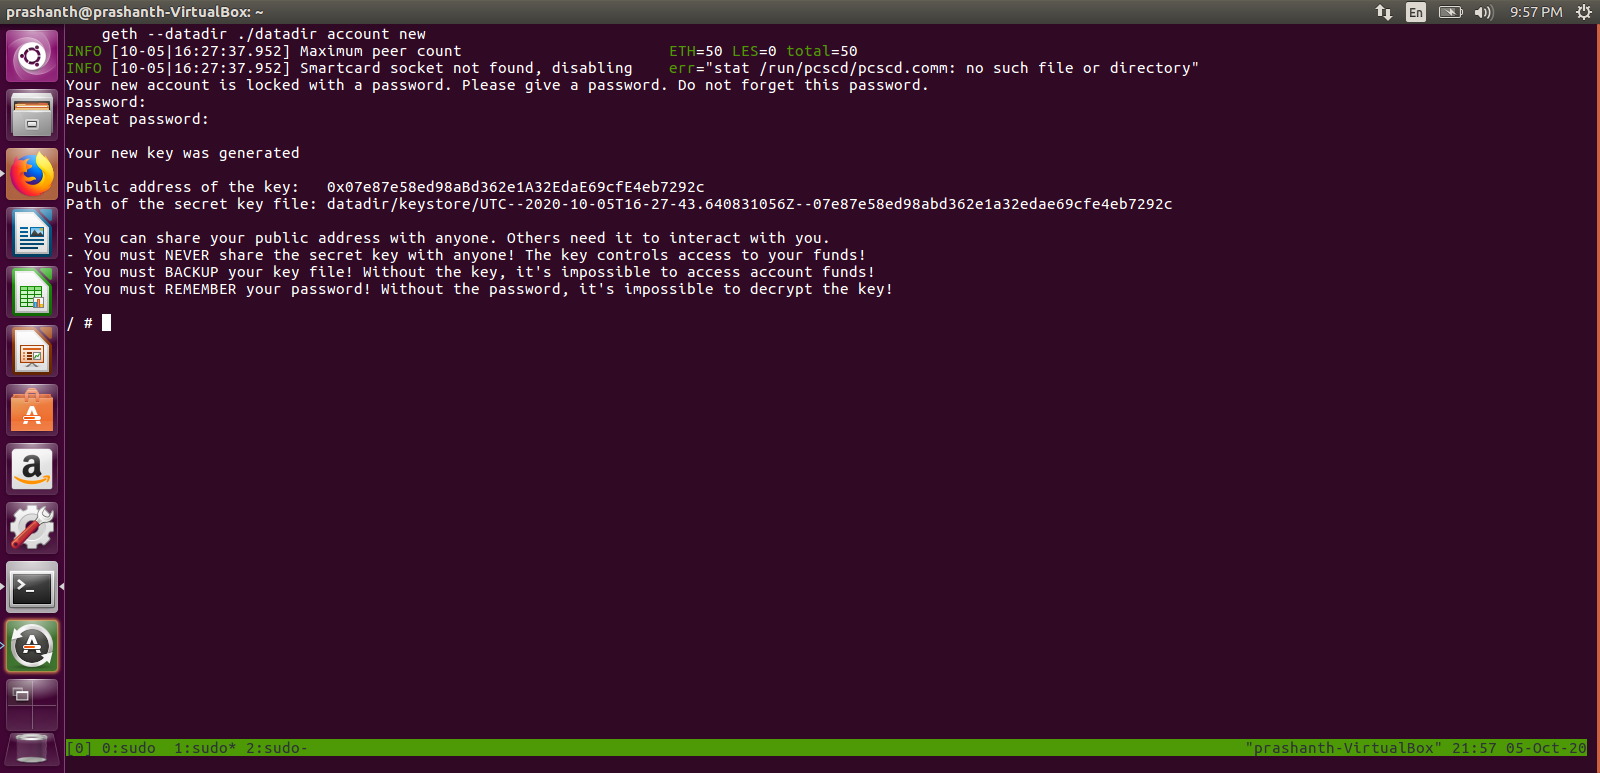 prashanth@prashanth-VirtualBox: ~
En
9:57 PM
geth --datadir ./datadir account new
INFO [10-05|16:27:37.952] Maximum peer count ETH=50 LES=0 total=50
INFO [10-05|16:27:37.952] Smartcard socket not found, disabling err="stat /run/pcscd/pcscd.comm: no such file or directory"
Your new account is locked with a password. Please give a password. Do not forget this password.
Password:
Repeat password:
Your new key was generated
Public address of the key: 0x07e87e58ed98aBd362e1A32EdaE69cfE4eb7292c
Path of the secret key file: datadir/keystore/UTC--2020-10-05T16-27-43.640831056Z--07e87e58ed98abd362e1a32edae69cfe4eb7292c
- You can share your public address with anyone. Others need it to interact with you.
- You must NEVER share the secret key with anyone! The key controls access to your funds!
- You must BACKUP your key file! Without the key, it's impossible to access account funds!
- You must REMEMBER your password! Without the password, it's impossible to decrypt the key!
/ #
[0] 0:sudo 1:sudo* 2:sudo- "prashanth-VirtualBox" 21:57 05-Oct-20